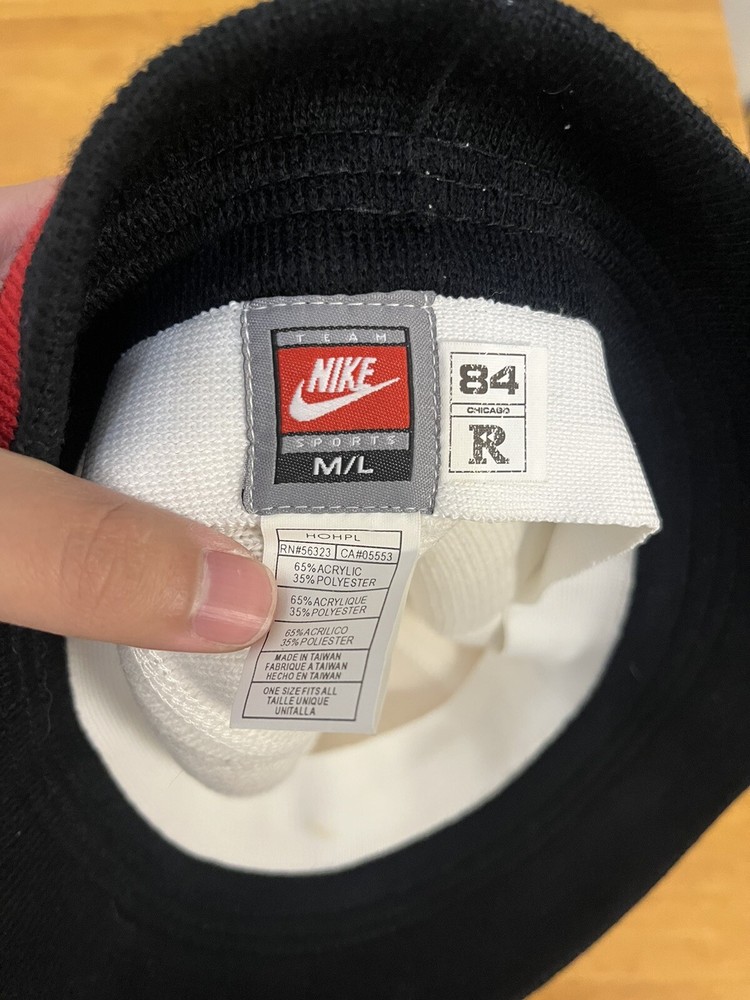 TEAM
NIKE
SPORTS
M/L
84
CHICAGO
R
HOHPL
RN#56323 CA#05553
65%ACRYLIC
35%POLYESTER
65%ACRYLIQUE
35%POLYESTER
65%ACRILICO
35%POLIESTER
MADE IN TAIWAN
FABRIQUE A TAIWAN
HECHO EN TAIWAN
ONE SIZE FITS ALL
TAILLE UNIQUE
UNITALLA